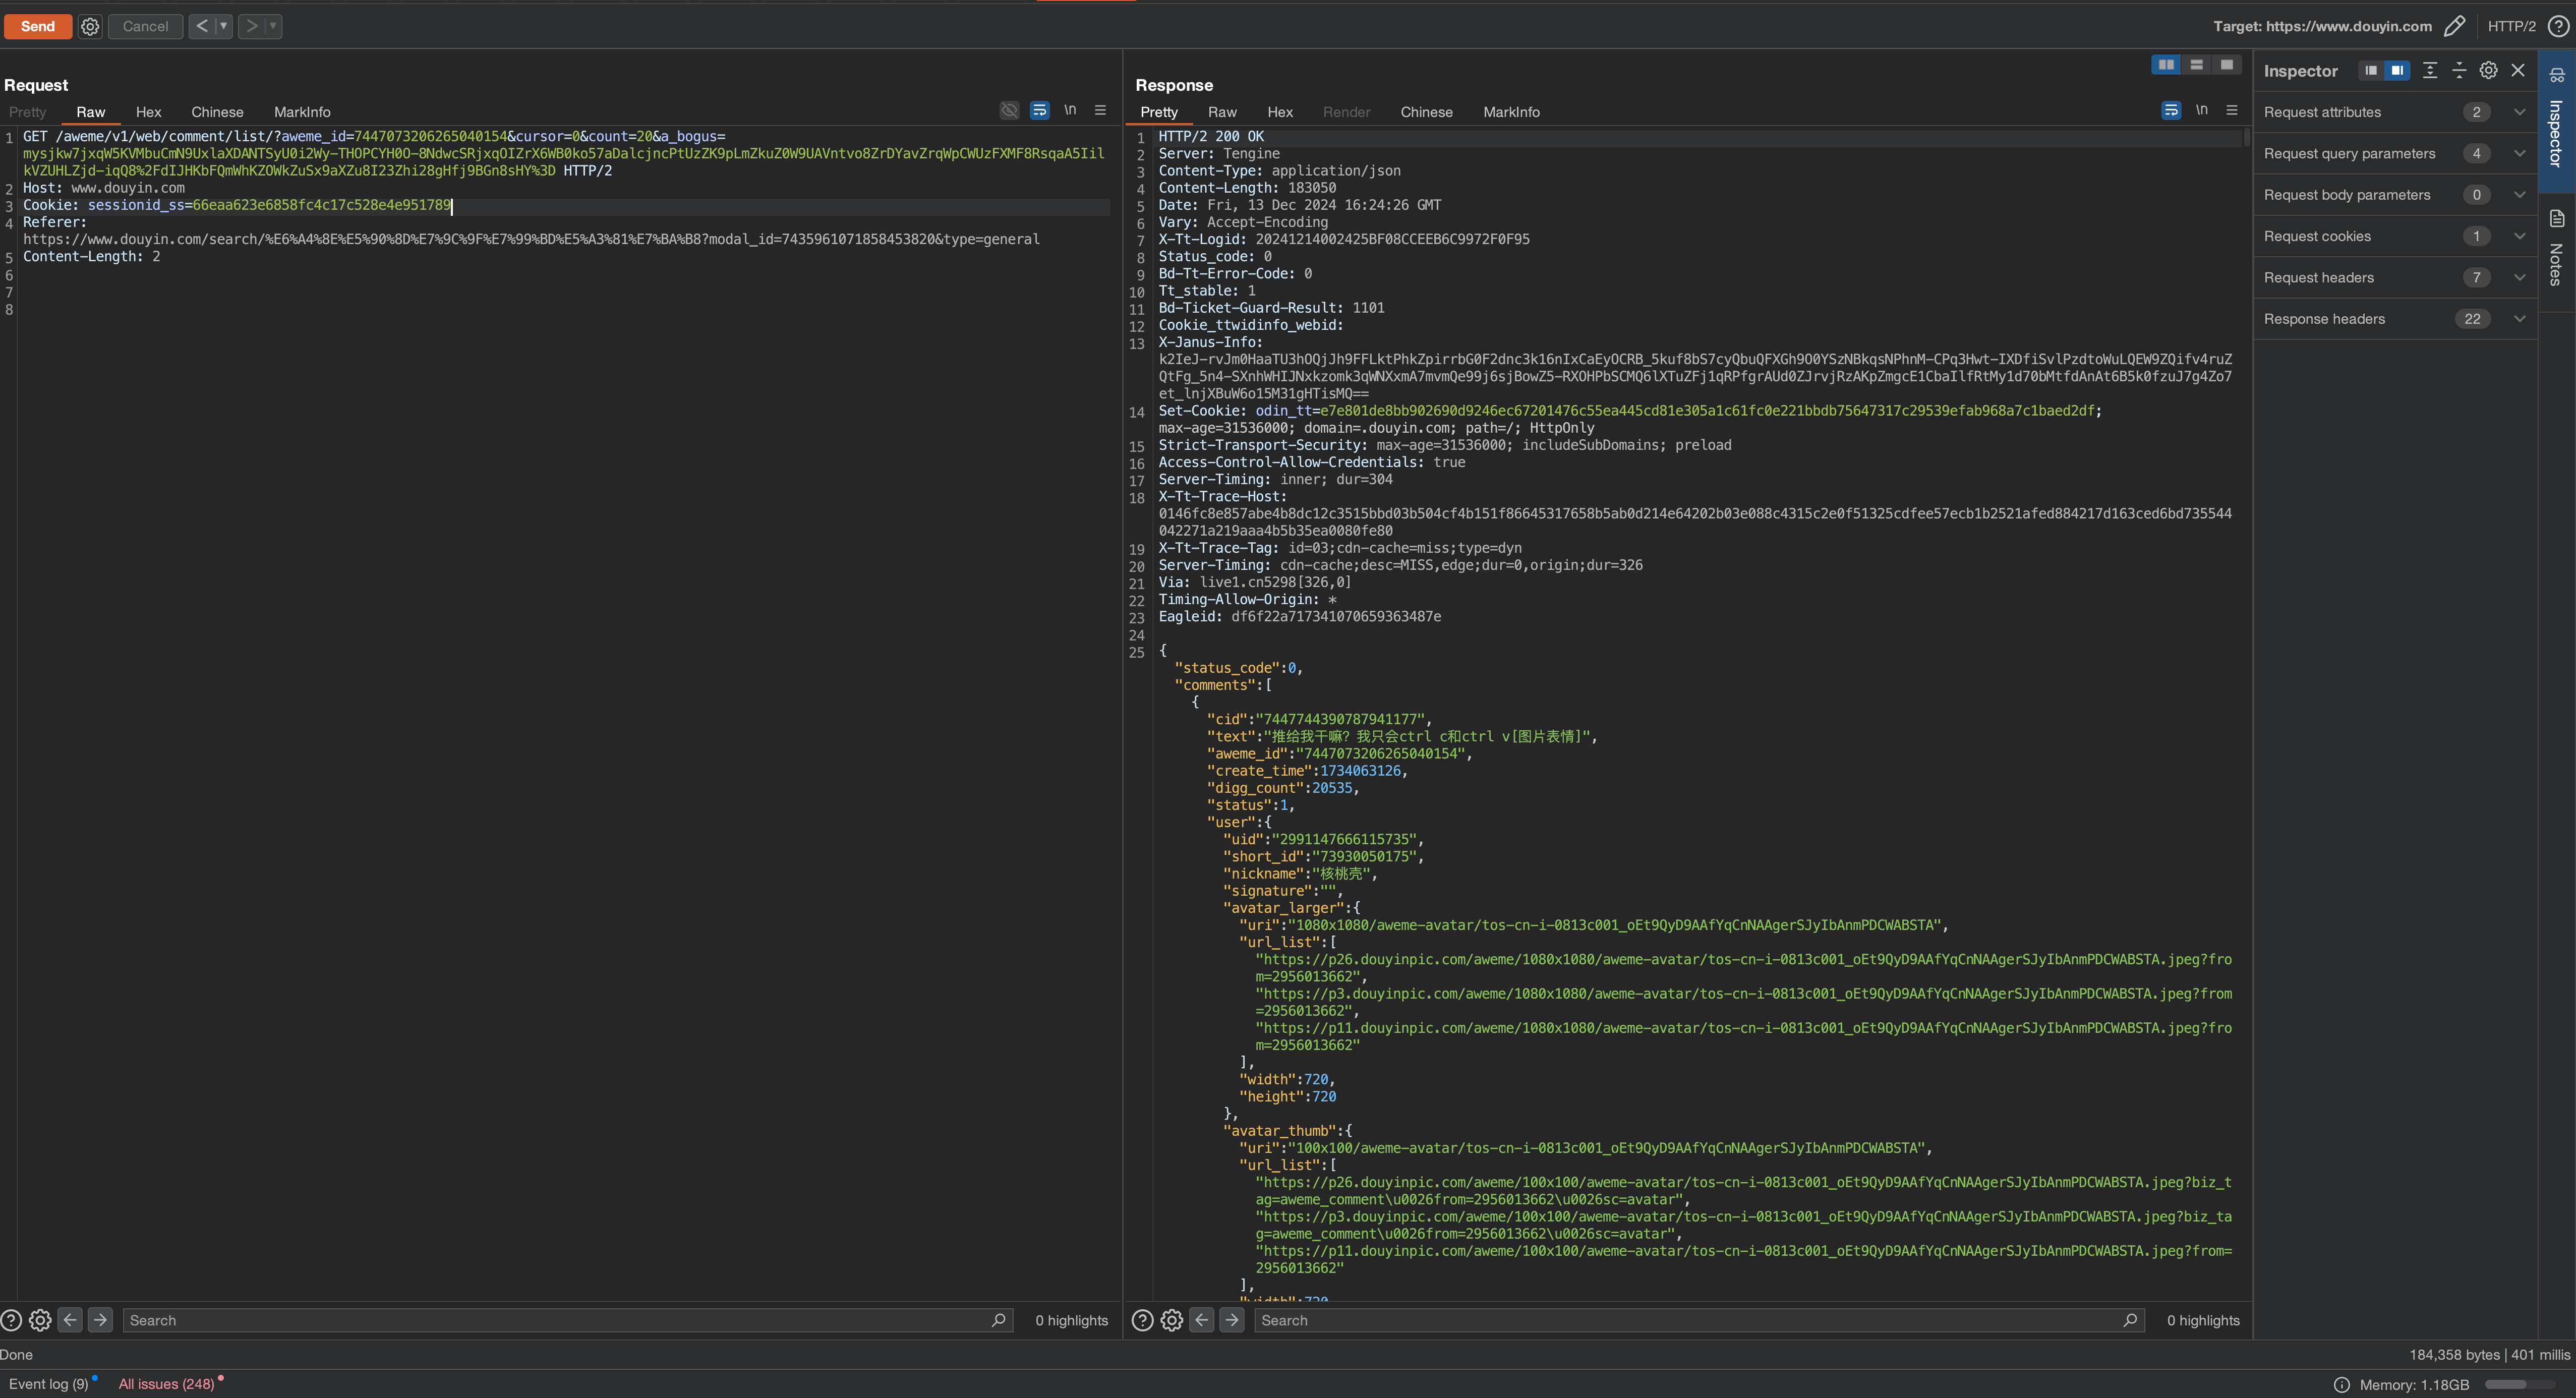 Send
Cancel
Target: https://www.douyin.com
HTTP/2
Request
Pretty
Raw
Hex
Chinese
MarkInfo
\n
1 GET /aweme/v1/web/comment/list/?aweme_id=7447073206265040154&cursor=0&count=20&a_bogus=
mysjkw7jxqW5KVMbuCmN9UxlaXDANTSyU0i2Wy-THOPCYH0O-8NdwcSRjxqOIZrX6WB0ko57aDalcjncPtUzZK9pLmZkuZ0W9UAVntvo8ZrDYavZrqWpCWUzFXMF8RsqaA5Iil
kVZUHLZjd-iqQ8%2FdIJHKbFQmWhKZOWkZuSx9aXZu8I23Zhi28gHfj9BGn8sHY%3D HTTP/2
2 Host: www.douyin.com
3 Cookie: sessionid_ss=66eaa623e6858fc4c17c528e4e951789
4 Referer:
https://www.douyin.com/search/%E6%A4%8E%E5%90%8D%E7%9C%9F%E7%99%BD%E5%A3%81%E7%BA%B8?modal_id=7435961071858453820&type=general
5 Content-Length: 2
6
7
8
Response
Pretty
Raw
Hex
Render
Chinese
MarkInfo
\n
1 HTTP/2 200 OK
2 Server: Tengine
3 Content-Type: application/json
4 Content-Length: 183050
5 Date: Fri, 13 Dec 2024 16:24:26 GMT
6 Vary: Accept-Encoding
7 X-Tt-Logid: 20241214002425BF08CCEEB6C9972F0F95
8 Status_code: 0
9 Bd-Tt-Error-Code: 0
10 Tt_stable: 1
11 Bd-Ticket-Guard-Result: 1101
12 Cookie_ttwidinfo_webid:
13 X-Janus-Info:
k2IeJ-rvJm0HaaTU3hOQjJh9FFLktPhkZpirrbG0F2dnc3k16nIxCaEyOCRB_5kuf8bS7cyQbuQFXGh9O0YSzNBkqsNPhnM-CPq3Hwt-IXDfiSvlPzdtoWuLQEW9ZQifv4ruZ
QtFg_5n4-SXnhWHIJNxkzomk3qWNXxmA7mvmQe99j6sjBowZ5-RXOHPbSCMQ6lXTuZFj1qRPfgrAUd0ZJrvjRzAKpZmgcE1CbaIlfRtMy1d70bMtfdAnAt6B5k0fzuJ7g4Zo7
et_lnjXBuW6o15M31gHTisMQ==
14 Set-Cookie: odin_tt=e7e801de8bb902690d9246ec67201476c55ea445cd81e305a1c61fc0e221bbdb75647317c29539efab968a7c1baed2df;
max-age=31536000; domain=.douyin.com; path=/; HttpOnly
15 Strict-Transport-Security: max-age=31536000; includeSubDomains; preload
16 Access-Control-Allow-Credentials: true
17 Server-Timing: inner; dur=304
18 X-Tt-Trace-Host:
0146fc8e857abe4b8dc12c3515bbd03b504cf4b151f86645317658b5ab0d214e64202b03e088c4315c2e0f51325cdfee57ecb1b2521afed884217d163ced6bd735544
042271a219aaa4b5b35ea0080fe80
19 X-Tt-Trace-Tag: id=03;cdn-cache=miss;type=dyn
20 Server-Timing: cdn-cache;desc=MISS,edge;dur=0,origin;dur=326
21 Via: live1.cn5298[326,0]
22 Timing-Allow-Origin: *
23 Eagleid: df6f22a717341070659363487e
24
25 {
"status_code":0,
"comments":[
{
"cid":"7447744390787941177",
"text":"推给我干嘛? 我只会ctrl c和ctrl v[图片表情]",
"aweme_id":"7447073206265040154",
"create_time":1734063126,
"digg_count":20535,
"status":1,
"user":{
"uid":"2991147666115735",
"short_id":"73930050175",
"nickname":"核桃壳",
"signature":"",
"avatar_larger":{
"uri":"1080x1080/aweme-avatar/tos-cn-i-0813c001_oEt9QyD9AAfYqCnNAAgerSJyIbAnmPDCWABSTA",
"url_list":[
"https://p26.douyinpic.com/aweme/1080x1080/aweme-avatar/tos-cn-i-0813c001_oEt9QyD9AAfYqCnNAAgerSJyIbAnmPDCWABSTA.jpeg?fro
m=2956013662",
"https://p3.douyinpic.com/aweme/1080x1080/aweme-avatar/tos-cn-i-0813c001_oEt9QyD9AAfYqCnNAAgerSJyIbAnmPDCWABSTA.jpeg?from
=2956013662",
"https://p11.douyinpic.com/aweme/1080x1080/aweme-avatar/tos-cn-i-0813c001_oEt9QyD9AAfYqCnNAAgerSJyIbAnmPDCWABSTA.jpeg?fro
m=2956013662"
],
"width":720,
"height":720
},
"avatar_thumb":{
"uri":"100x100/aweme-avatar/tos-cn-i-0813c001_oEt9QyD9AAfYqCnNAAgerSJyIbAnmPDCWABSTA",
"url_list":[
"https://p26.douyinpic.com/aweme/100x100/aweme-avatar/tos-cn-i-0813c001_oEt9QyD9AAfYqCnNAAgerSJyIbAnmPDCWABSTA.jpeg?biz_t
ag=aweme_comment\u0026from=2956013662\u0026sc=avatar",
"https://p3.douyinpic.com/aweme/100x100/aweme-avatar/tos-cn-i-0813c001_oEt9QyD9AAfYqCnNAAgerSJyIbAnmPDCWABSTA.jpeg?biz_ta
g=aweme_comment\u0026from=2956013662\u0026sc=avatar",
"https://p11.douyinpic.com/aweme/100x100/aweme-avatar/tos-cn-i-0813c001_oEt9QyD9AAfYqCnNAAgerSJyIbAnmPDCWABSTA.jpeg?from=
2956013662"
],
"width":720
Inspector
Request attributes 2
Request query parameters 4
Request body parameters 0
Request cookies 1
Request headers 7
Response headers 22
Inspector
Notes
Search
0 highlights
Search
0 highlights
Done
184,358 bytes | 401 millis
Event log (9)
All issues (248)
Memory: 1.18GB